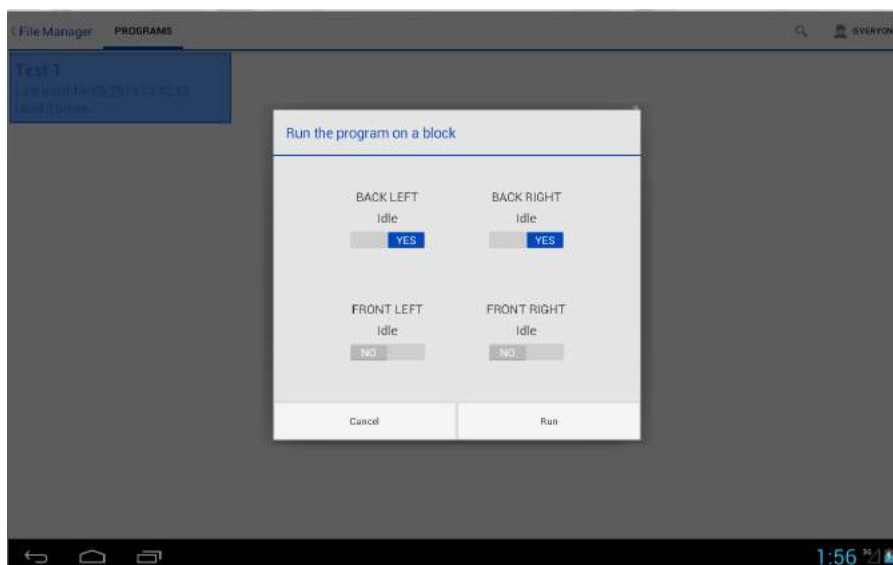 File Manager PROGRAMS
Test 1
Run the program on a block
BACK LEFT BACK RIGHT
Idle Idle
YES YES
FRONT LEFT FRONT RIGHT
Idle Idle
NO NO
Cancel Run
1:56 3G